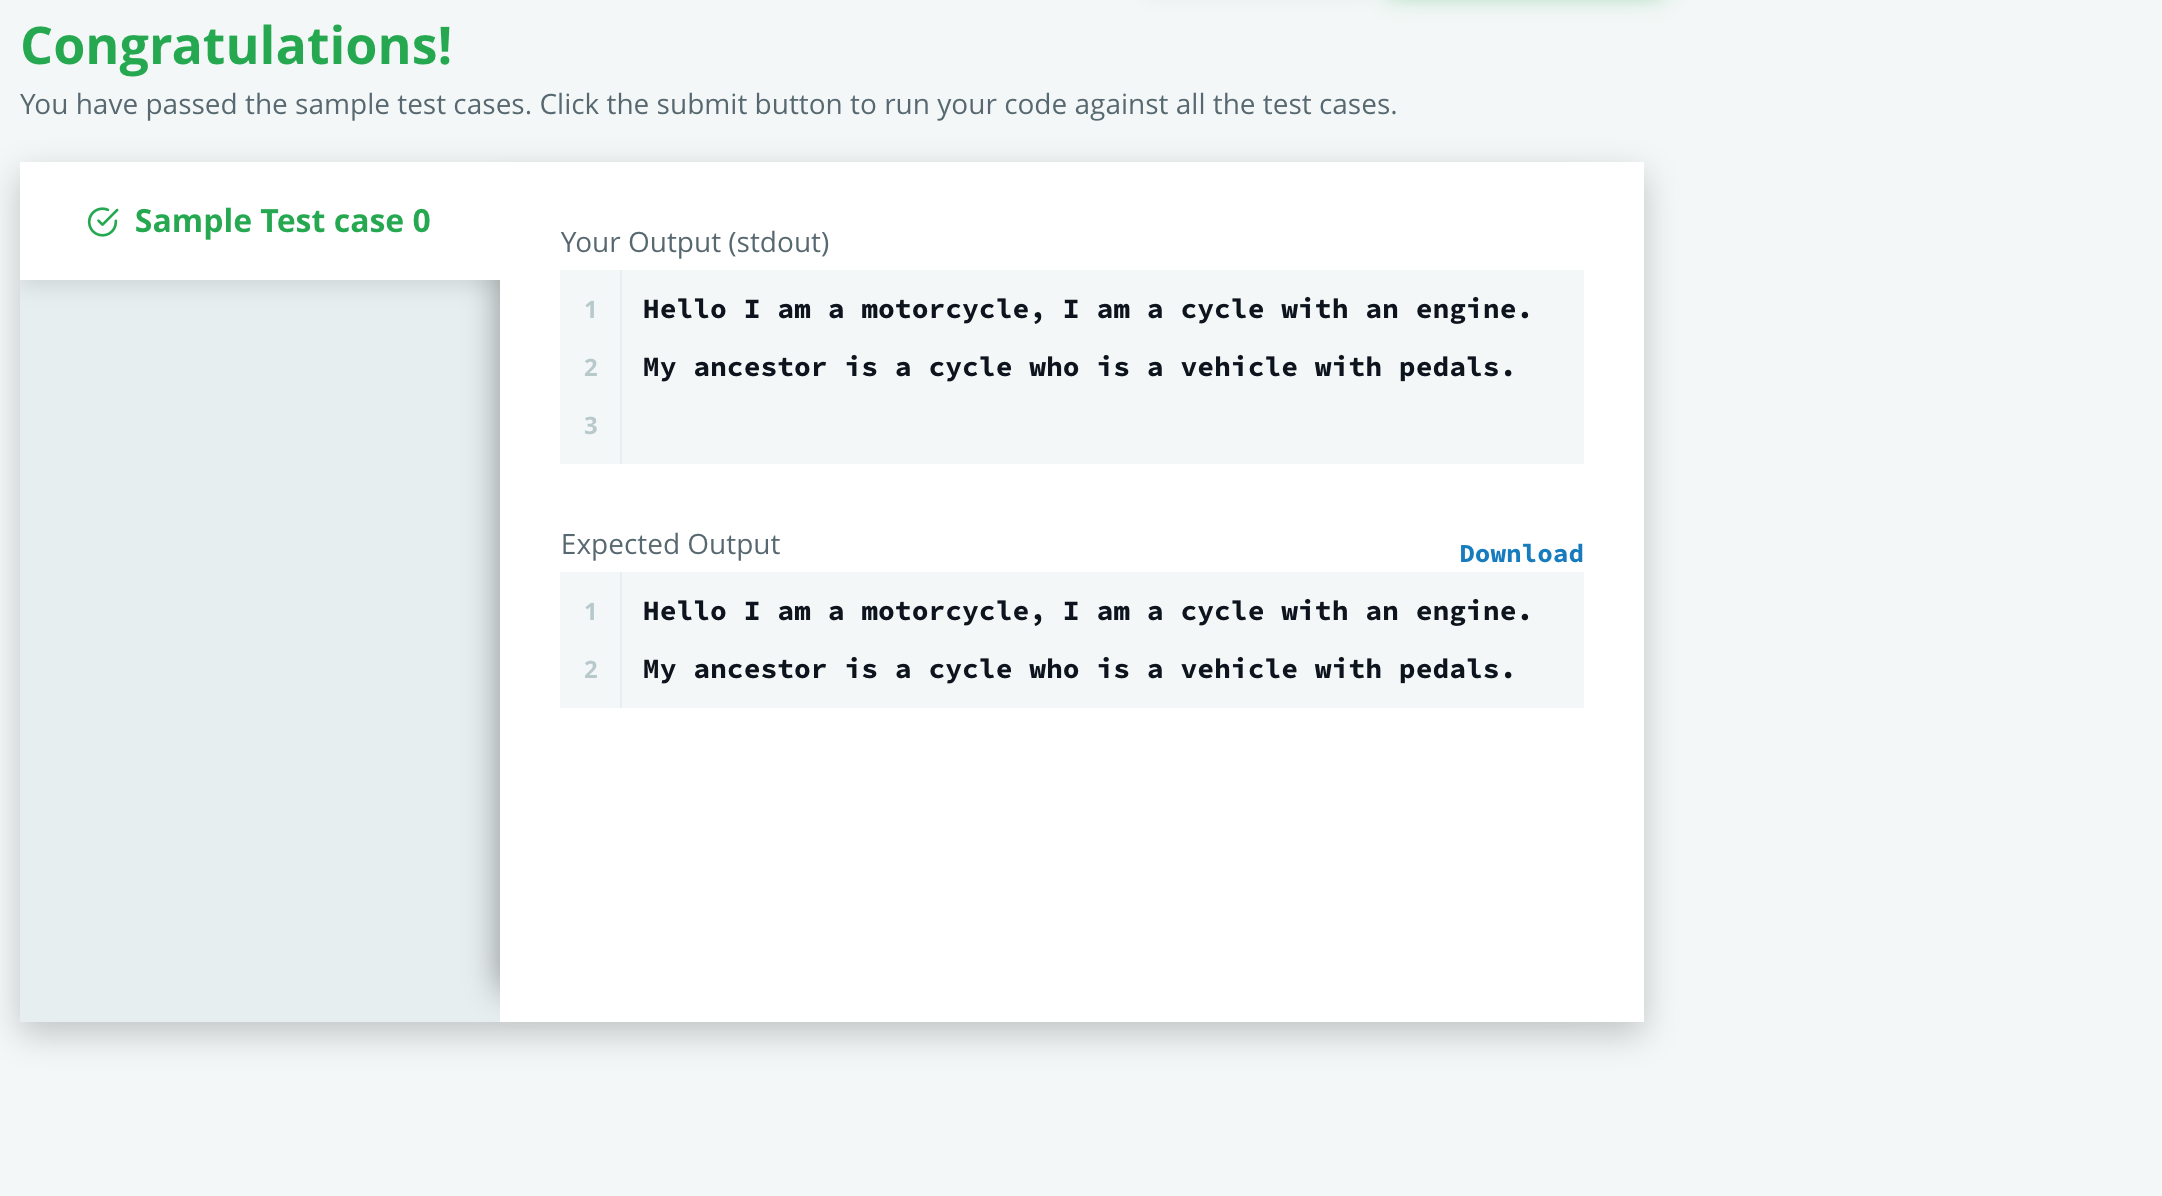 Congratulations!
You have passed the sample test cases. Click the submit button to run your code against all the test cases.
Sample Test case 0
Your Output (stdout)
1 Hello I am a motorcycle, I am a cycle with an engine.
2 My ancestor is a cycle who is a vehicle with pedals.
3
Expected Output
Download
1 Hello I am a motorcycle, I am a cycle with an engine.
2 My ancestor is a cycle who is a vehicle with pedals.